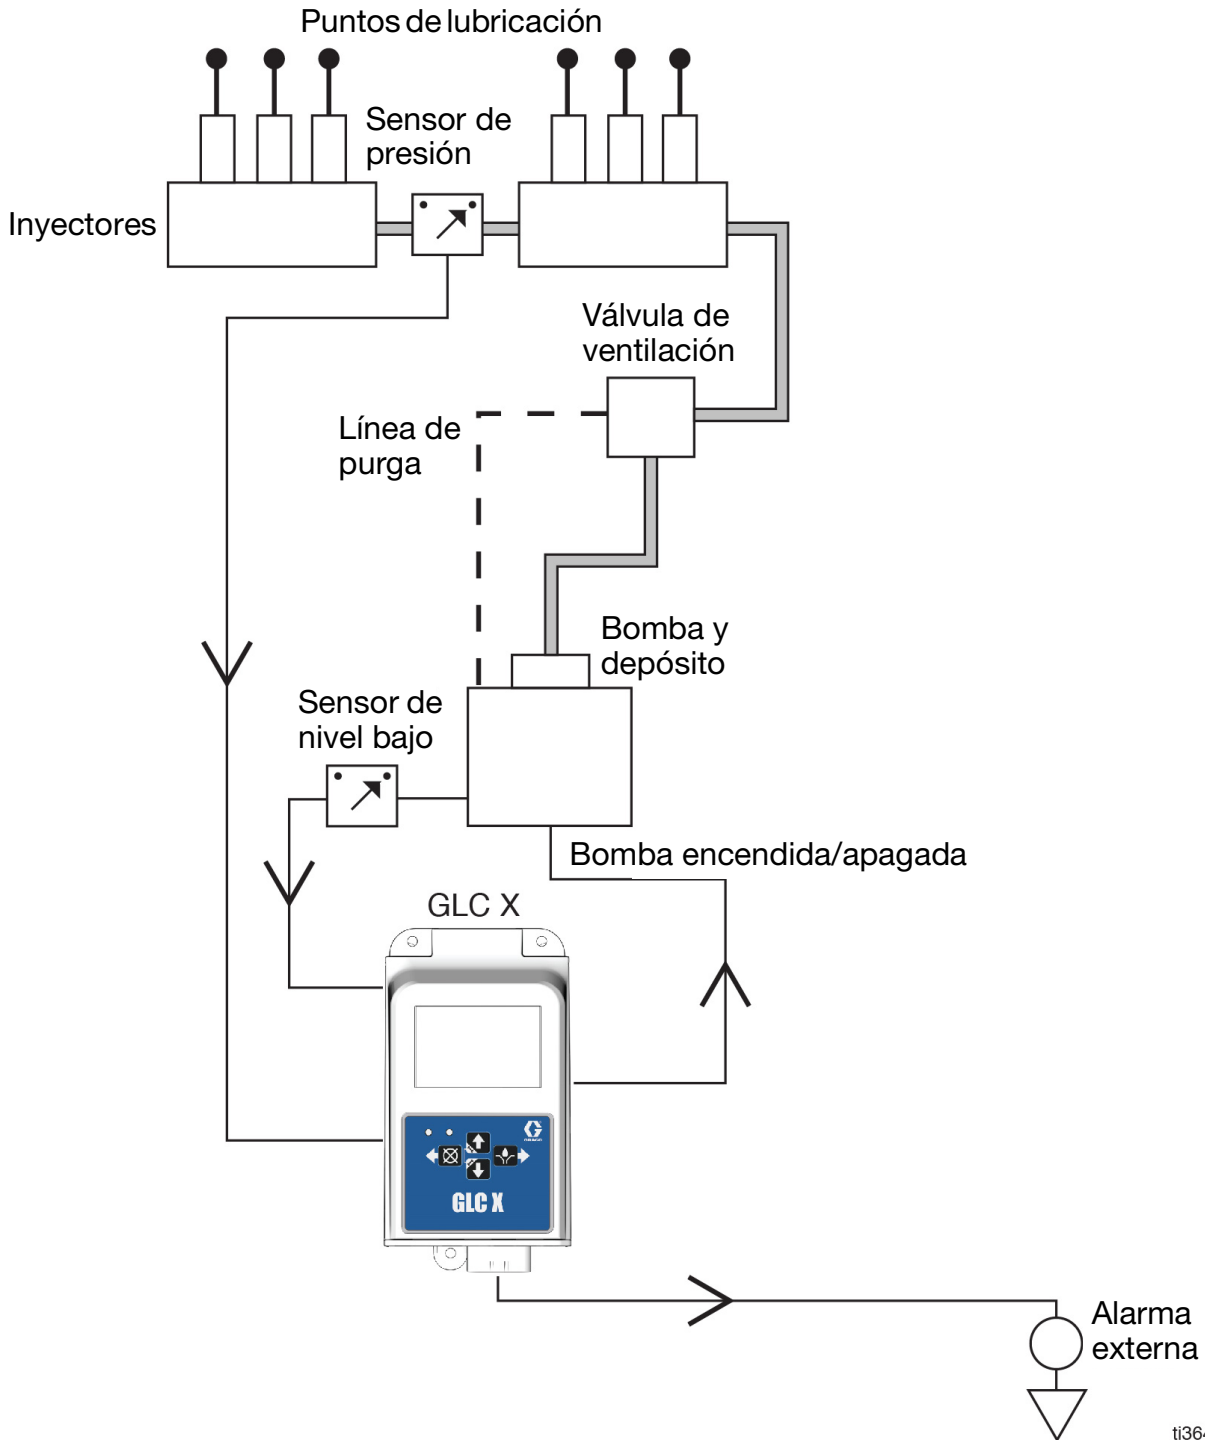 Puntos de lubricación
Sensor de
presión
Inyectores
Válvula de
ventilación
Línea de
purga
Bomba y
depósito
Sensor de
nivel bajo
Bomba encendida/apagada
GLC X
GLC X
Alarma
externa
ti364